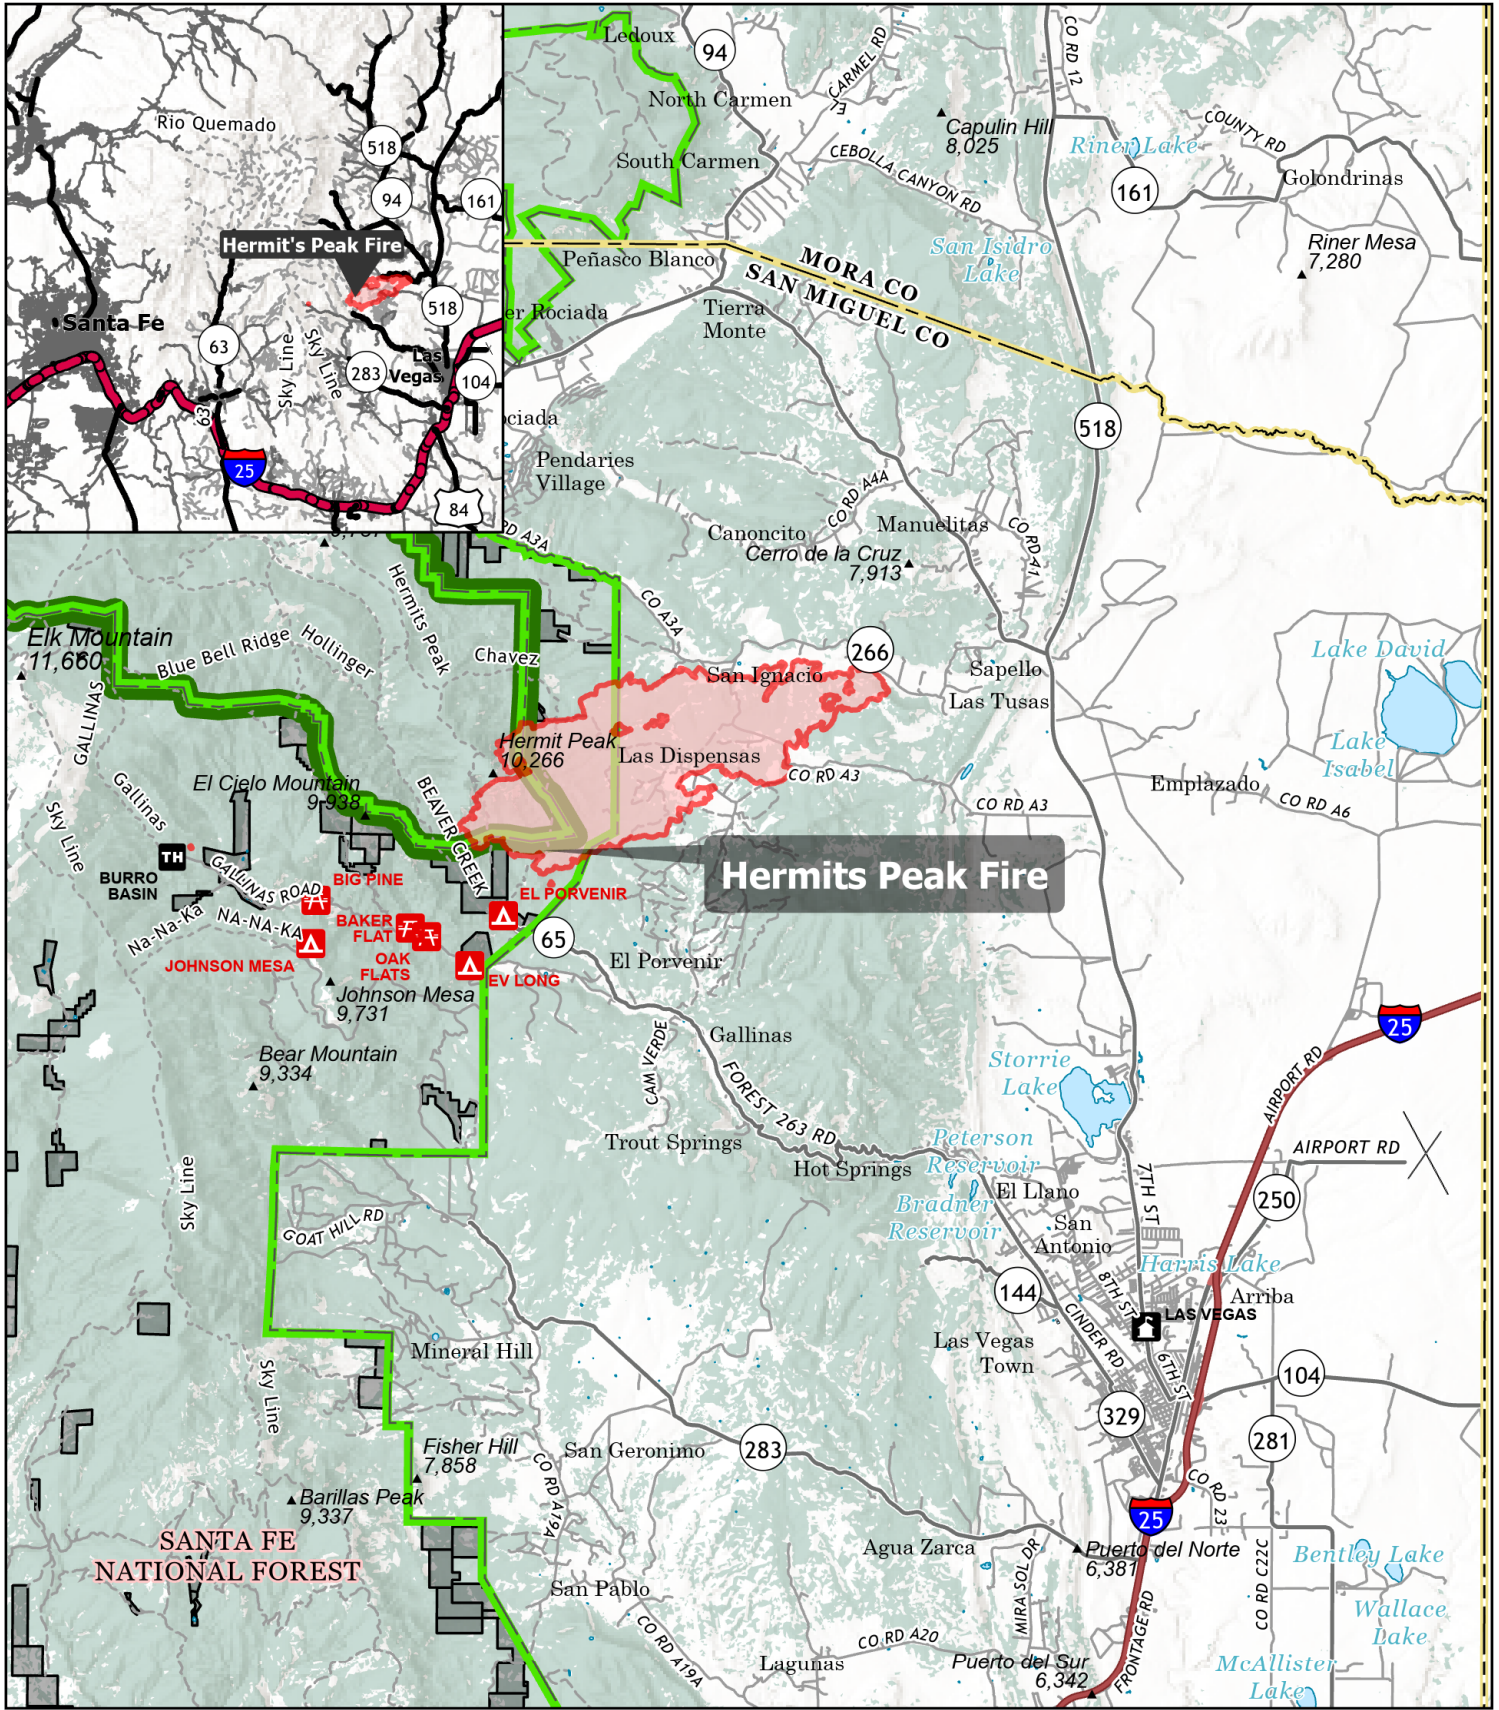 Rio Quemado
518
94
161
Hermit's Peak Fire
Santa Fe
63
Sky Line
Sky Line
518
Las
Vegas
283
104
63
25
84
Ledoux
94
CO RD 12
North Carmen
EL CARMEL RD
Capulin Hill
8,025
Riner Lake
COUNTY RD
South Carmen
CEBOLLA CANYON RD
161
Golondrinas
San Isidro
Lake
Riner Mesa
7,280
Peñasco Blanco
MORA CO
SAN MIGUEL CO
er Rociada
Tierra
Monte
ociada
518
Pendaries
Village
CO RD A4A
Canoncito
Manuelitas
CO RD A1
RD A3A
Cerro de la Cruz
7,913
Hermits Peak
CO A3A
Elk Mountain
11,660
Blue Bell Ridge
Hollinger
Chavez
266
San Ignacio
Sapello
Las Tusas
Lake David
GALLINAS
Hermit Peak
10,266
Las Dispensas
CO RD A3
Lake
Isabel
El Cielo Mountain
9,938
Gallinas
BEAVER CREEK
Emplazado
CO RD A3
CO RD A6
Sky Line
TH
BURRO
BASIN
GALLINAS ROAD
BIG PINE
Hermits Peak Fire
EL PORVENIR
Na-Na-Ka
NA-NA-KA
BAKER
FLAT
65
JOHNSON MESA
OAK
FLATS
EV LONG
El Porvenir
Johnson Mesa
9,731
25
Gallinas
Bear Mountain
9,334
CAM VERDE
FOREST 263 RD
Storrie
Lake
AIRPORT RD
Trout Springs
Hot Springs
Peterson
Reservoir
AIRPORT RD
Sky Line
El Llano
7TH ST
250
Bradner
Reservoir
GOAT HILL RD
San
Antonio
Harris Lake
144
8TH ST
Arriba
LAS VEGAS
Mineral Hill
Las Vegas
Town
CINDER RD
6TH ST
104
Sky Line
329
281
Fisher Hill
7,858
San Geronimo
283
CO RD A19A
CO RD 23
Barillas Peak
9,337
25
SANTA FE
NATIONAL FOREST
Agua Zarca
Puerto del Norte
6,381
CO RD C22C
Bentley Lake
San Pablo
MIRA SOL DR
FRONTAGE RD
Wallace
Lake
CO RD A19A
CO RD A20
Lagunas
Puerto del Sur
6,342
McAllister
Lake